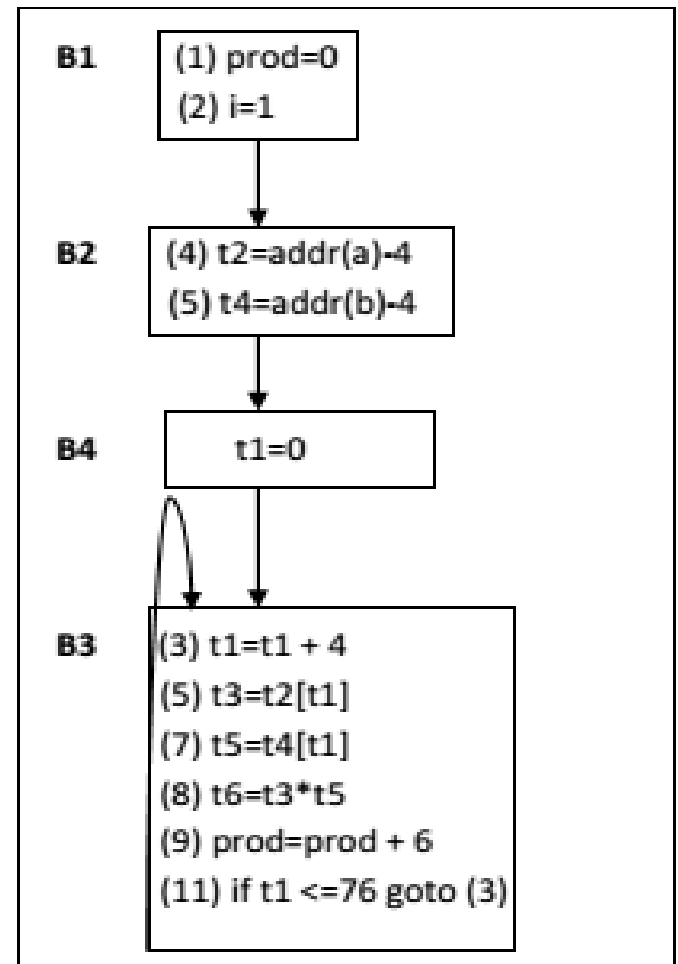 B1
(1) prod=0
(2) i=1
B2
(4) t2=addr(a)-4
(5) t4=addr(b)-4
B4
t1=0
B3
(3) t1=t1 + 4
(5) t3=t2[t1]
(7) t5=t4[t1]
(8) t6=t3*t5
(9) prod=prod + 6
(11) if t1 <=76 goto (3)